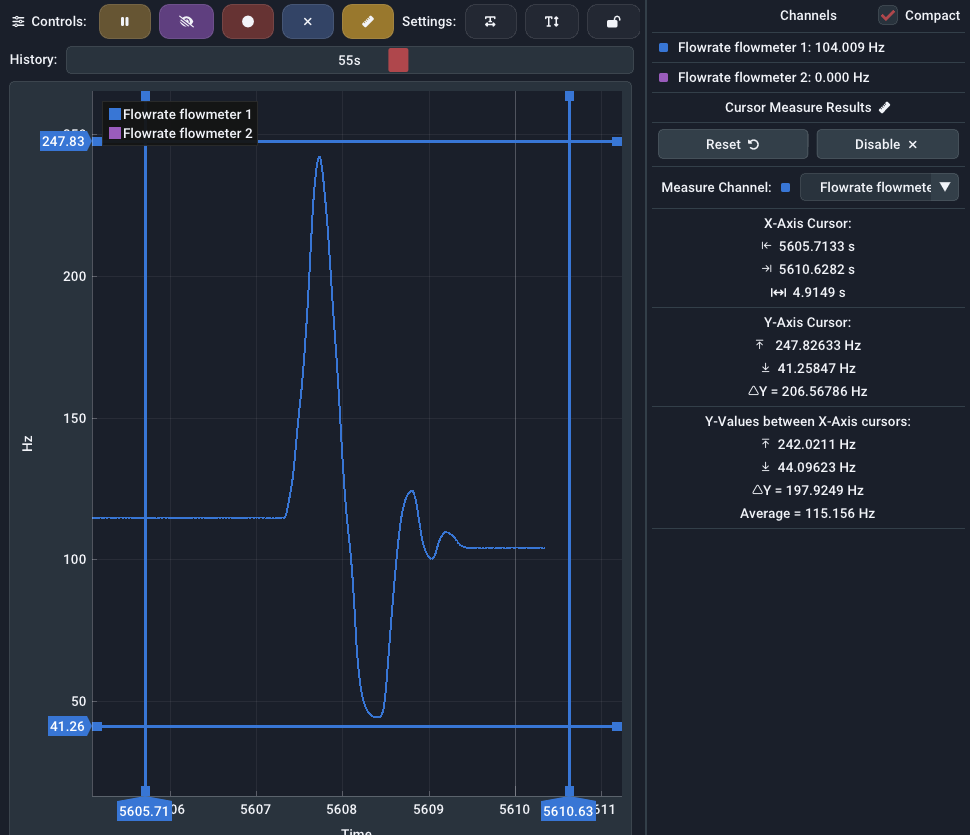 Controls:
Settings:
History:
55s
Flowrate flowmeter 1
Flowrate flowmeter 2
247.83
200
150
100
50
41.26
Hz
5605.71
06
5607
5608
5609
5610
5610.63
611
Time
Channels
Compact
Flowrate flowmeter 1: 104.009 Hz
Flowrate flowmeter 2: 0.000 Hz
Cursor Measure Results
Reset
Disable
Measure Channel:
Flowrate flowmete
X-Axis Cursor:
5605.7133 s
5610.6282 s
4.9149 s
Y-Axis Cursor:
247.82633 Hz
41.25847 Hz
△Y = 206.56786 Hz
Y-Values between X-Axis cursors:
242.0211 Hz
44.09623 Hz
△Y = 197.9249 Hz
Average = 115.156 Hz